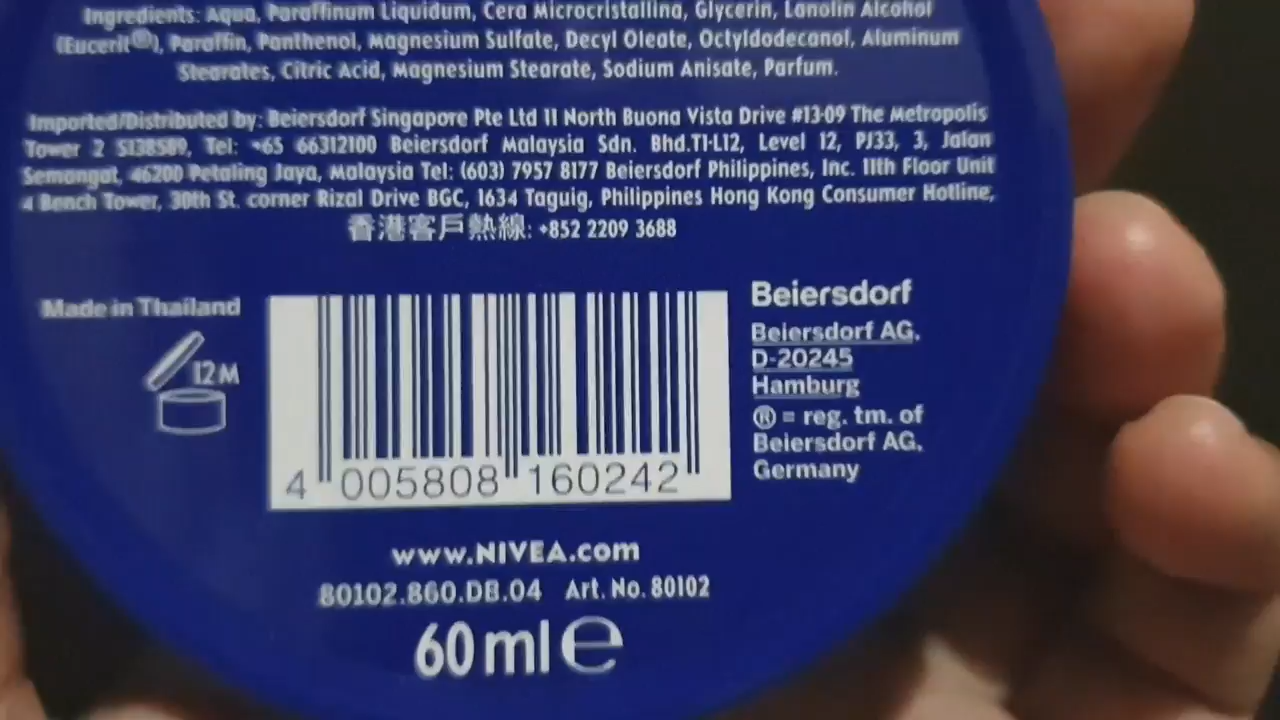 Ingredients: Aqua, Paraffinum Liquidum, Cera Microcristallina, Glycerin, Lanolin Alcohol
(Eucerit®), Paraffin, Panthenol, Magnesium Sulfate, Decyl Oleate, Octyldodecanol, Aluminum
Stearates, Citric Acid, Magnesium Stearate, Sodium Anisate, Parfum.
Imported/Distributed by: Beiersdorf Singapore Pte Ltd 11 North Buona Vista Drive #13-09 The Metropolis
Tower 2 S138589, Tel: +65 66312100 Beiersdorf Malaysia Sdn. Bhd.T1-L12, Level 12, PJ33, 3, Jalan
Semangat, 46200 Petaling Jaya, Malaysia Tel: (603) 7957 8177 Beiersdorf Philippines, Inc. 11th Floor Unit
4 Bench Tower, 30th St. corner Rizal Drive BGC, 1634 Taguig, Philippines Hong Kong Consumer Hotline,
香港客戶熱線: +852 2209 3688
Made in Thailand
12M
4 005808 160242
Beiersdorf
Beiersdorf AG,
D-20245
Hamburg
® = reg. tm. of
Beiersdorf AG,
Germany
www.NIVEA.com
80102.860.DB.04 Art. No. 80102
60 ml ℮